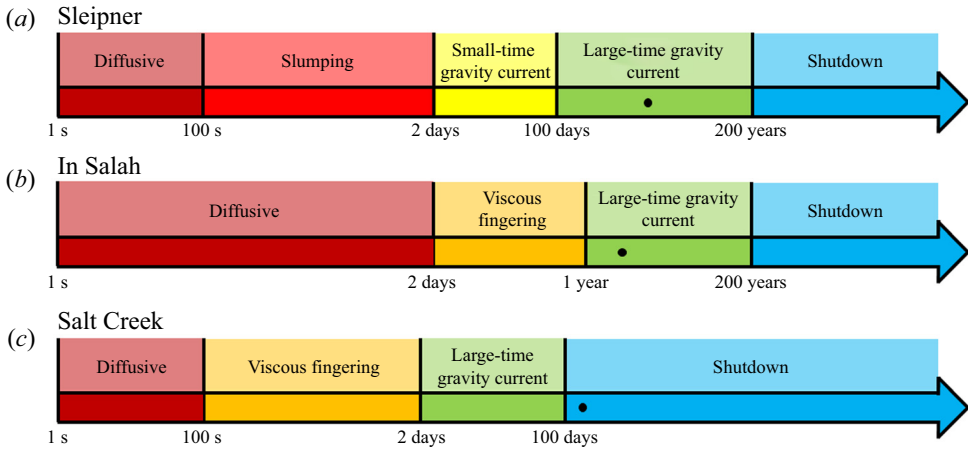 (a) Sleipner
Diffusive
Slumping
Small-time
gravity current
Large-time gravity
current
Shutdown
1 s
100 s
2 days
100 days
200 years
(b) In Salah
Diffusive
Viscous
fingering
Large-time gravity
current
Shutdown
1 s
2 days
1 year
200 years
(c) Salt Creek
Diffusive
Viscous fingering
Large-time
gravity current
Shutdown
1 s
100 s
2 days
100 days